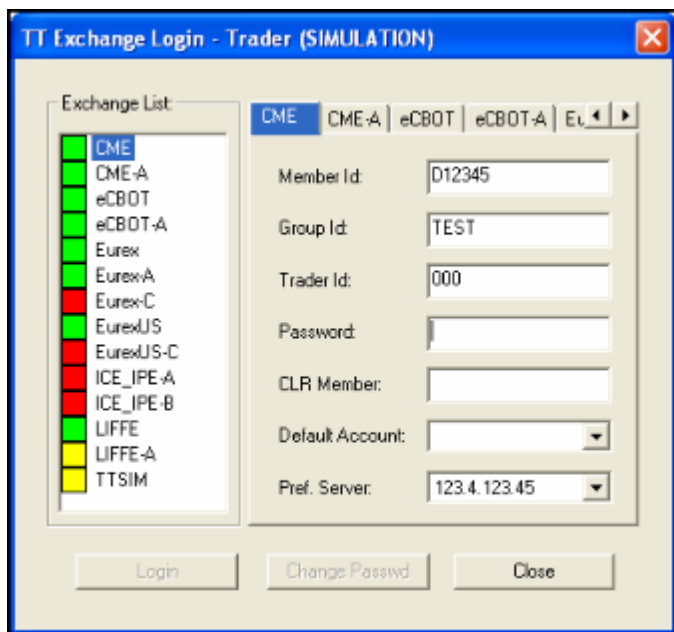 TT Exchange Login - Trader (SIMULATION)
Exchange List:
CME
CME-A
eCBOT
eCBOT-A
Eurex
Eurex-A
Eurex-C
EurexUS
EurexUS-C
ICE_IPE-A
ICE_IPE-B
LIFFE
LIFFE-A
TTSIM
CME CME-A eCBOT eCBOT-A
Member Id: D12345
Group Id: TEST
Trader Id: 000
Password:
CLR Member:
Default Account:
Pref. Server: 123.4.123.45
Login Change Passwd Close